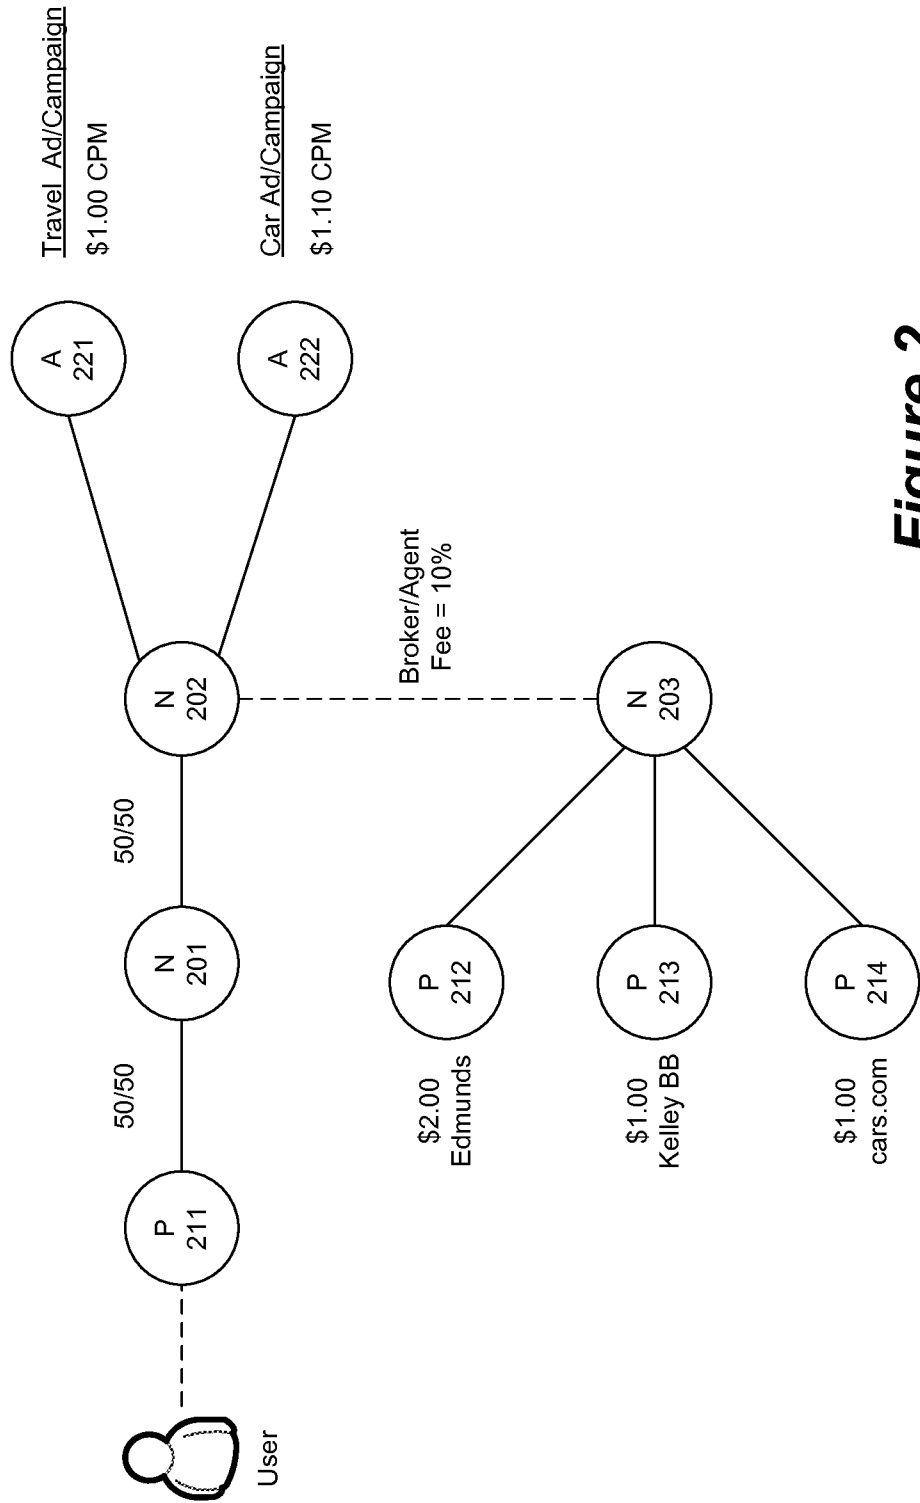 Travel Ad/Campaign
$1.00 CPM
A
221
Car Ad/Campaign
$1.10 CPM
A
222
50/50
50/50
User
P
211
N
201
N
202
Broker/Agent
Fee = 10%
$2.00
Edmunds
P
212
$1.00
Kelley BB
P
213
N
203
$1.00
cars.com
P
214
Figure 2